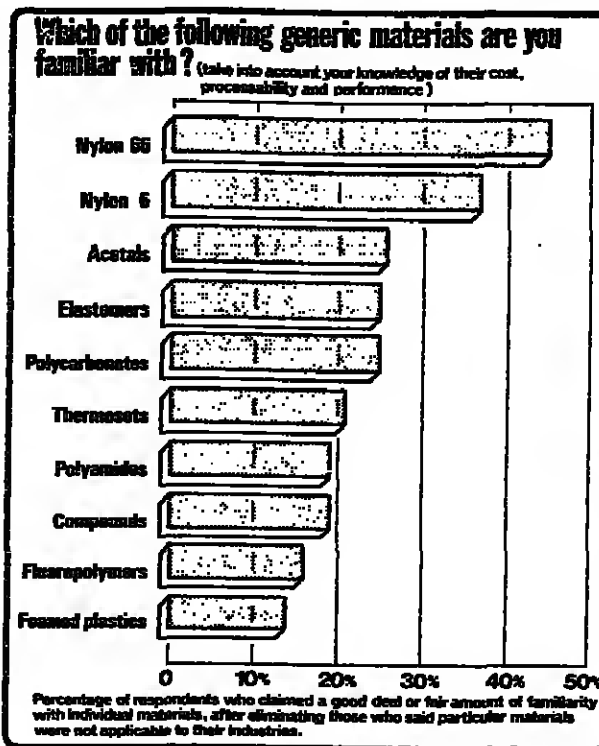 Which of the following generic materials are you
familiar with? (take into account your knowledge of their cost,
processability and performance)
Nylon 66
Nylon 6
Acetals
Elastomers
Polycarbonates
Thermosets
Polyamides
Compounds
Fluoropolymers
Foamed plastics
0 10% 20% 30% 40% 50%
Percentage of respondents who claimed a good deal or fair amount of familiarity
with individual materials, after eliminating those who said particular materials
were not applicable to their industries.